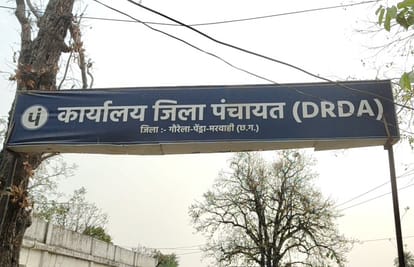 कार्यालय जिला पंचायत (DRDA)
जिला :- गौरेला-पेंड्रा-मरवाही (छ.ग.)